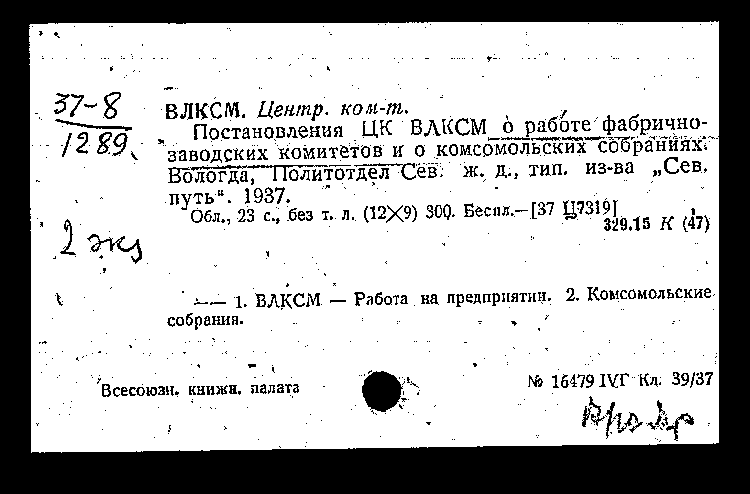 37-8
1289
2 экз
ВЛКСМ. Центр. ком-т.
Постановления ЦК ВЛКСМ о работе фабрично-
заводских комитетов и о комсомольских собраниях.
Вологда, Политотдел Сев. ж. д., тип. из-ва „Сев.
путь“. 1937.
Обл., 23 с., без т. л. (12×9) 300. Беспл.—[37 Ц7319]
329.15 К (47)
—— 1. ВЛКСМ — Работа на предприятии. 2. Комсомольские
собрания.
Всесоюзн. книжн. палата
№ 16479 IVГ Кл. 39/37